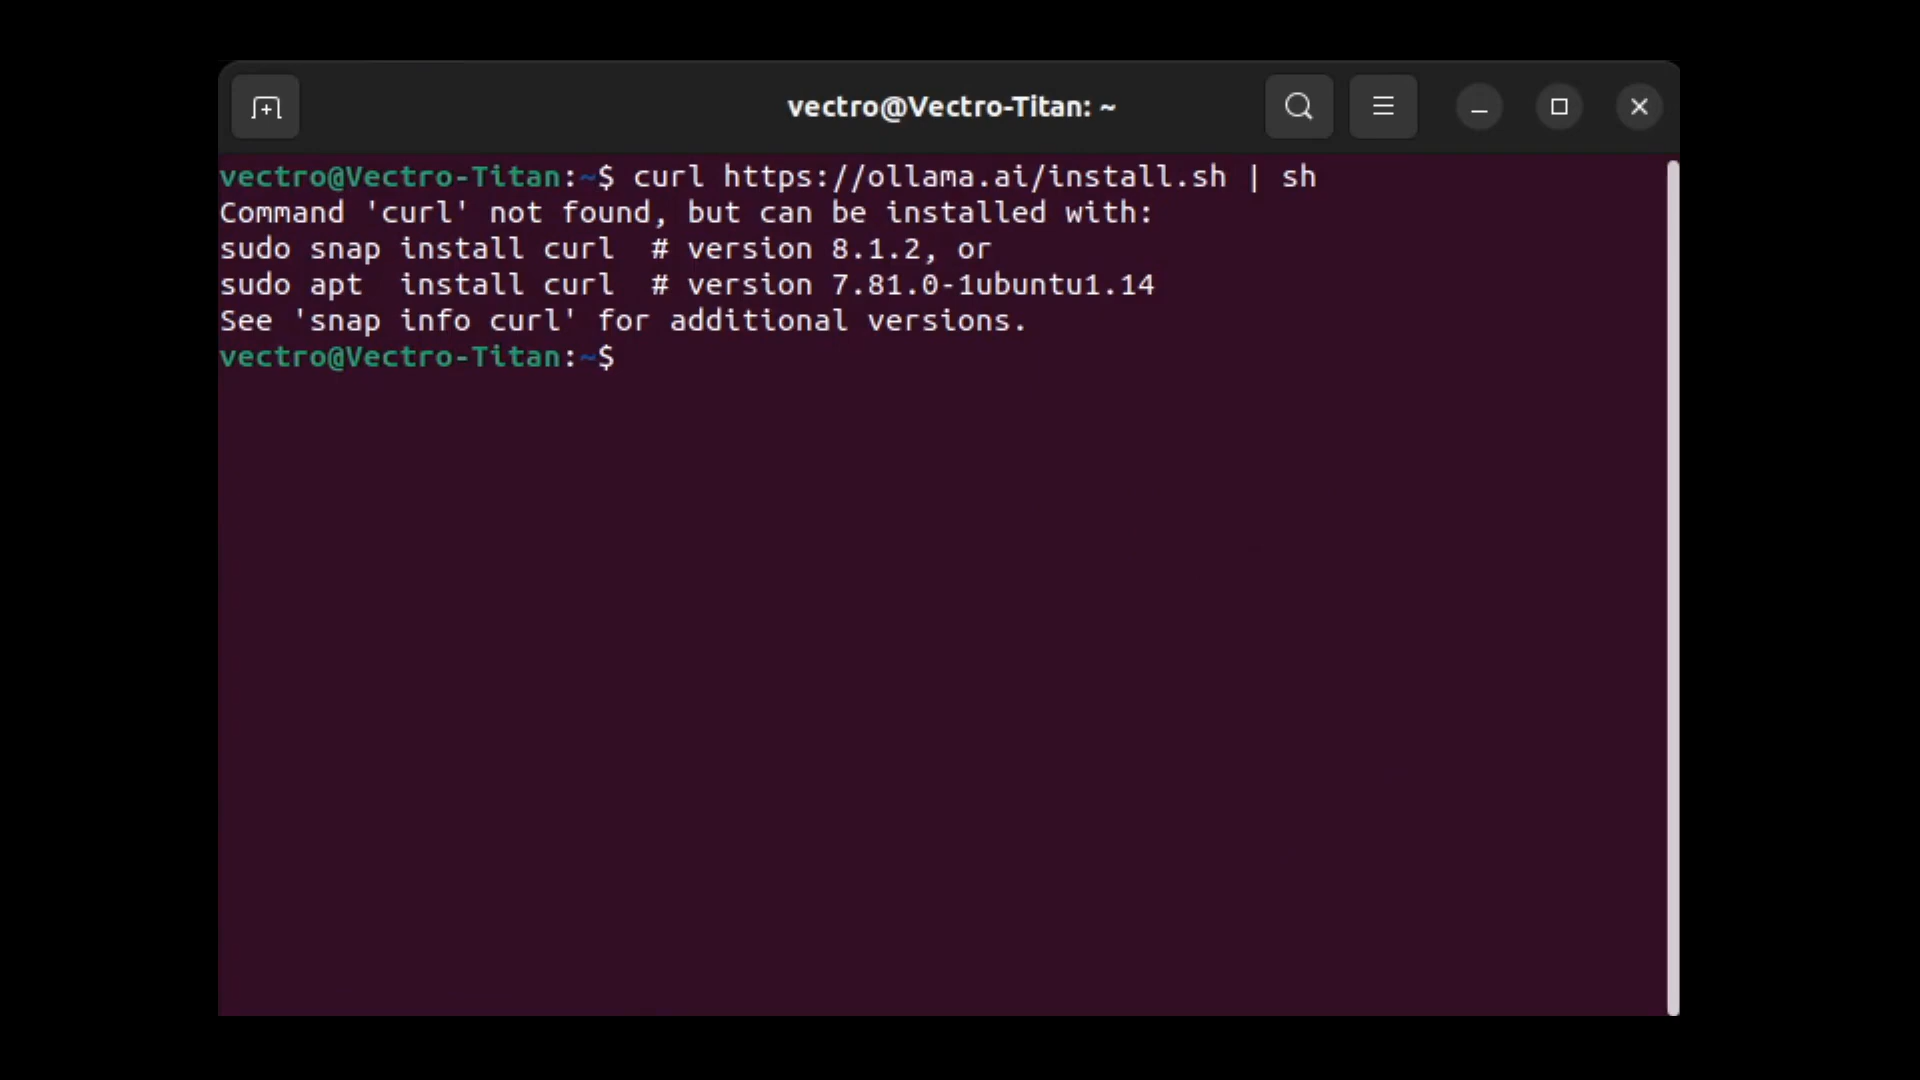 vectro@Vectro-Titan: ~
vectro@Vectro-Titan:~$ curl https://ollama.ai/install.sh | sh
Command 'curl' not found, but can be installed with:
sudo snap install curl  # version 8.1.2, or
sudo apt  install curl  # version 7.81.0-1ubuntu1.14
See 'snap info curl' for additional versions.
vectro@Vectro-Titan:~$